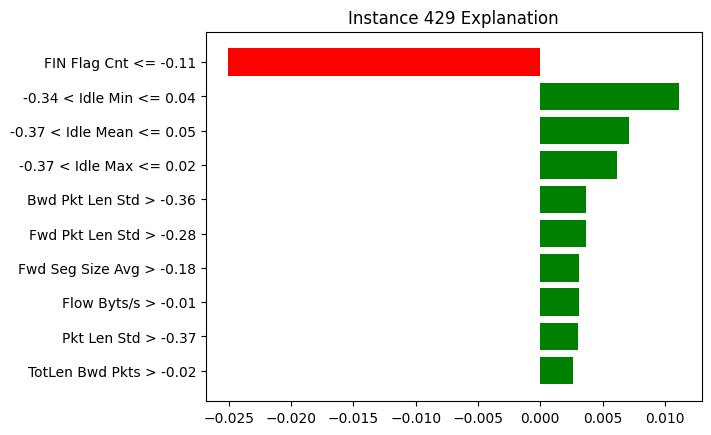 Instance 429 Explanation
FIN Flag Cnt <= -0.11
-0.34 < Idle Min <= 0.04
-0.37 < Idle Mean <= 0.05
-0.37 < Idle Max <= 0.02
Bwd Pkt Len Std > -0.36
Fwd Pkt Len Std > -0.28
Fwd Seg Size Avg > -0.18
Flow Byts/s > -0.01
Pkt Len Std > -0.37
TotLen Bwd Pkts > -0.02
−0.025 −0.020 −0.015 −0.010 −0.005 0.000 0.005 0.010